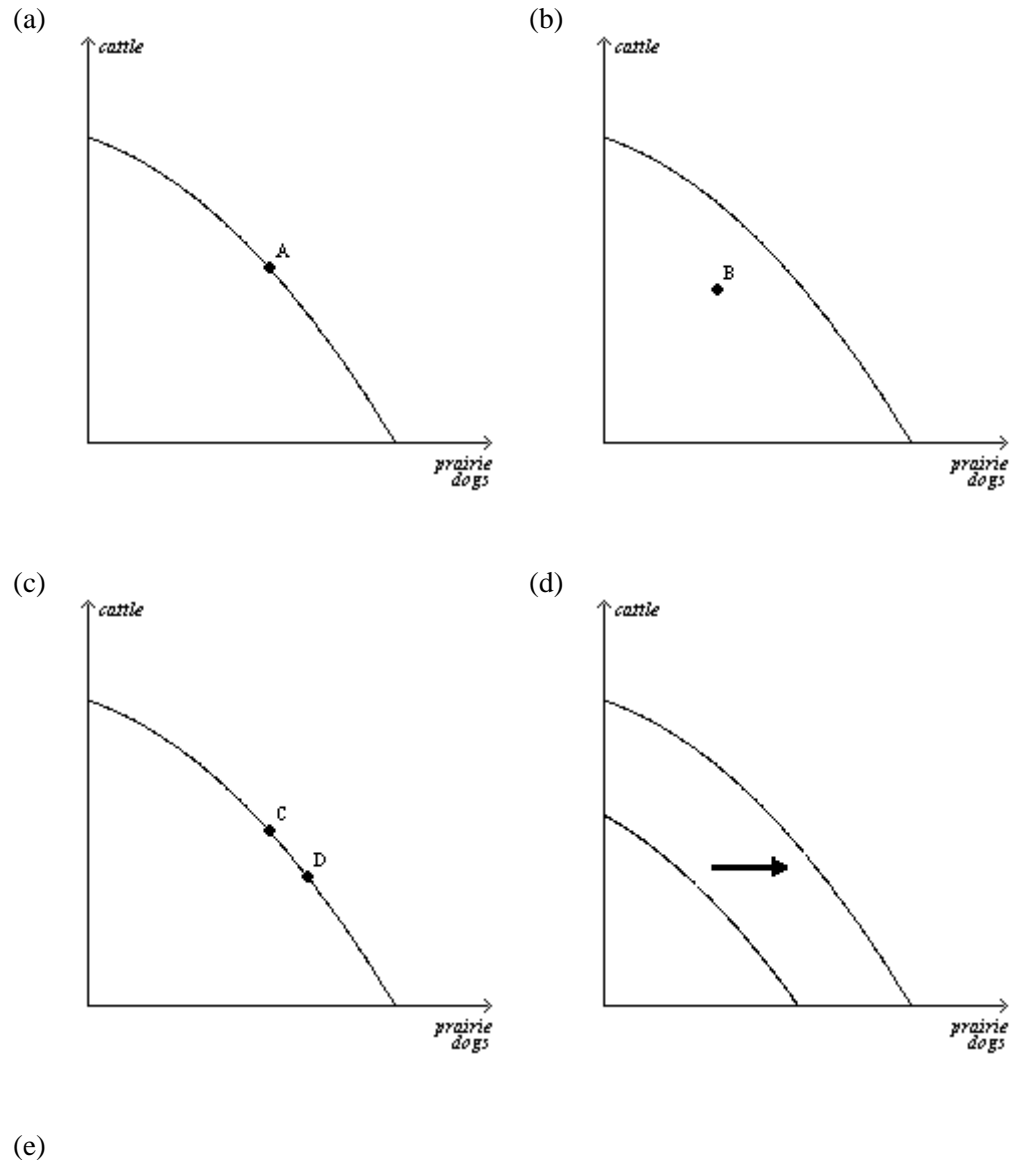 (a)
(b)
cattle
cattle
A
B
prairie
dogs
prairie
dogs
(c)
(d)
cattle
cattle
C
D
prairie
dogs
prairie
dogs
(e)